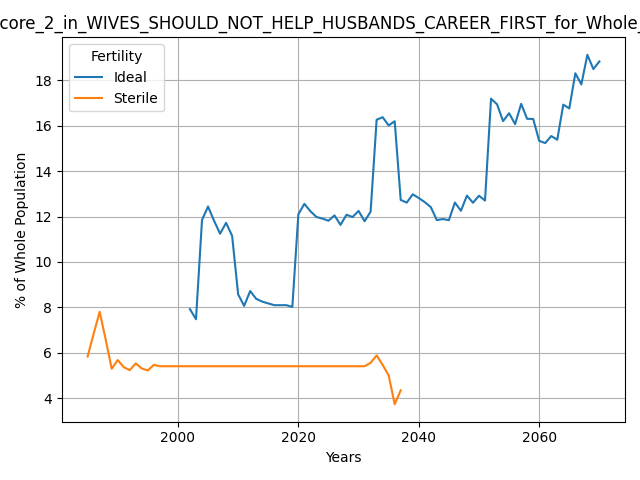 core_2_in_WIVES_SHOULD_NOT_HELP_HUSBANDS_CAREER_FIRST_for_Whole_
Fertility
Ideal
Sterile
% of Whole Population
18
16
14
12
10
8
6
4
2000 2020 2040 2060
Years